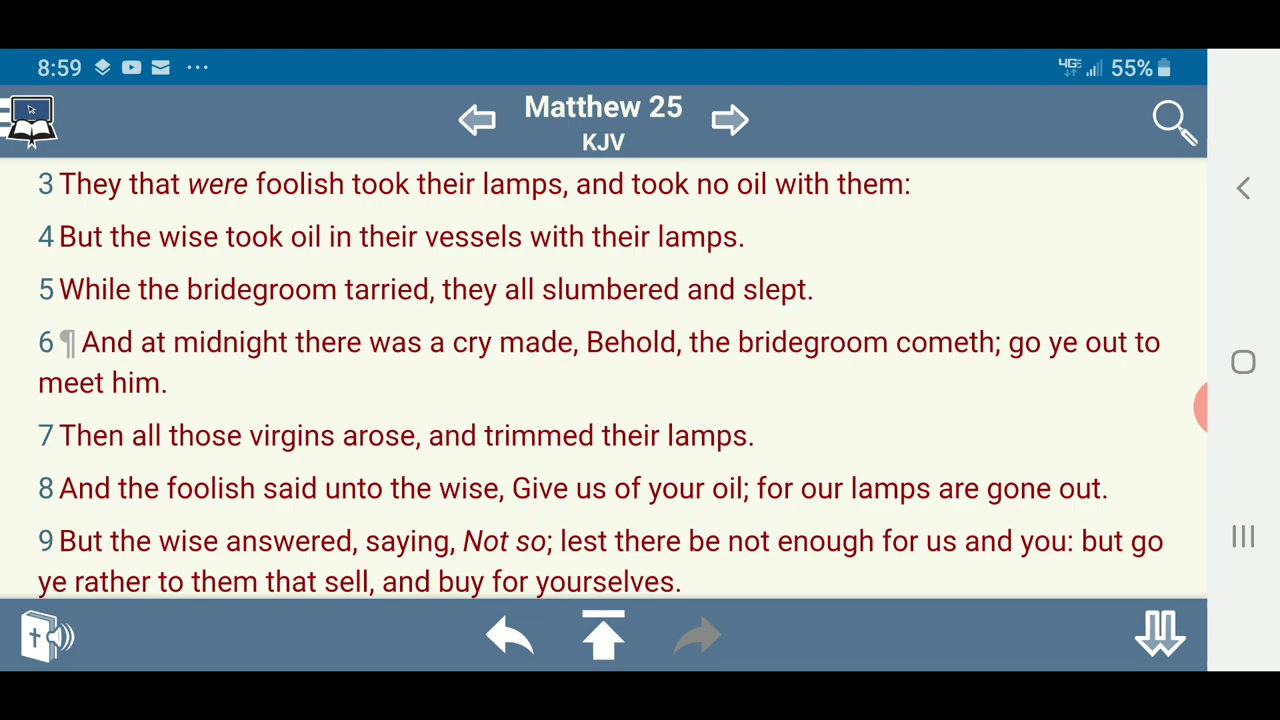 8:59 ... 4GE 55%
Matthew 25
KJV
3 They that were foolish took their lamps, and took no oil with them:
4 But the wise took oil in their vessels with their lamps.
5 While the bridegroom tarried, they all slumbered and slept.
6 ¶ And at midnight there was a cry made, Behold, the bridegroom cometh; go ye out to
meet him.
7 Then all those virgins arose, and trimmed their lamps.
8 And the foolish said unto the wise, Give us of your oil; for our lamps are gone out.
9 But the wise answered, saying, Not so; lest there be not enough for us and you: but go
ye rather to them that sell, and buy for yourselves.